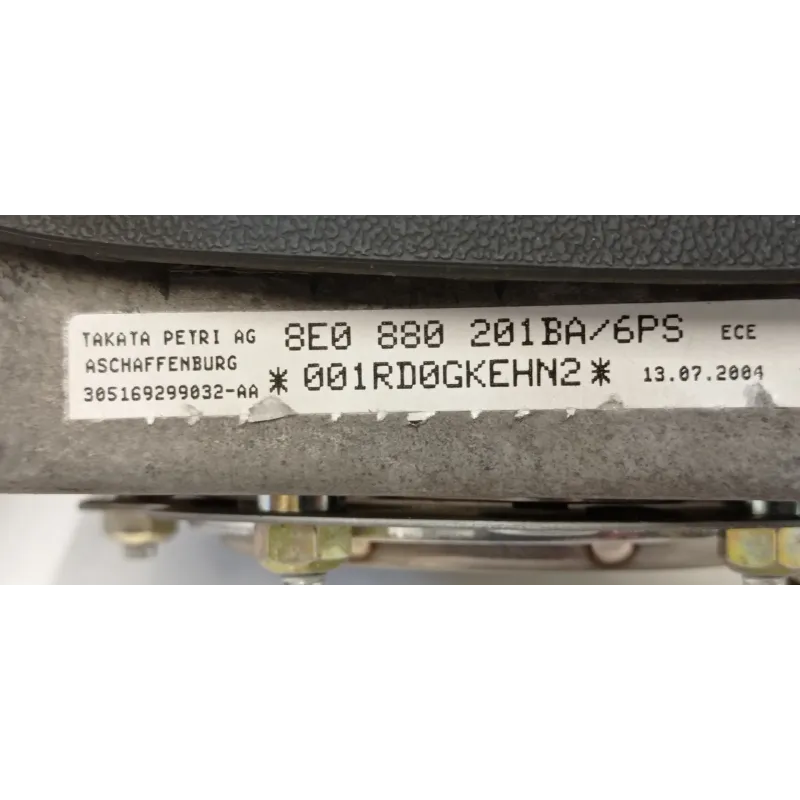 TAKATA PETRI AG 8E0 880 201BA/6PS ECE
ASCHAFFENBURG
305169299032-AA *001RD0GKEHN2* 13.07.2004